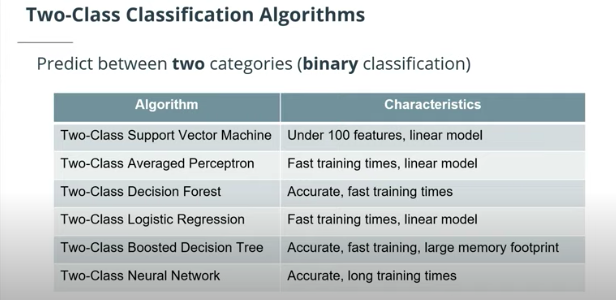 Two-Class Classification Algorithms
Predict between two categories (binary classification)
Algorithm Characteristics
Two-Class Support Vector Machine Under 100 features, linear model
Two-Class Averaged Perceptron Fast training times, linear model
Two-Class Decision Forest Accurate, fast training times
Two-Class Logistic Regression Fast training times, linear model
Two-Class Boosted Decision Tree Accurate, fast training, large memory footprint
Two-Class Neural Network Accurate, long training times